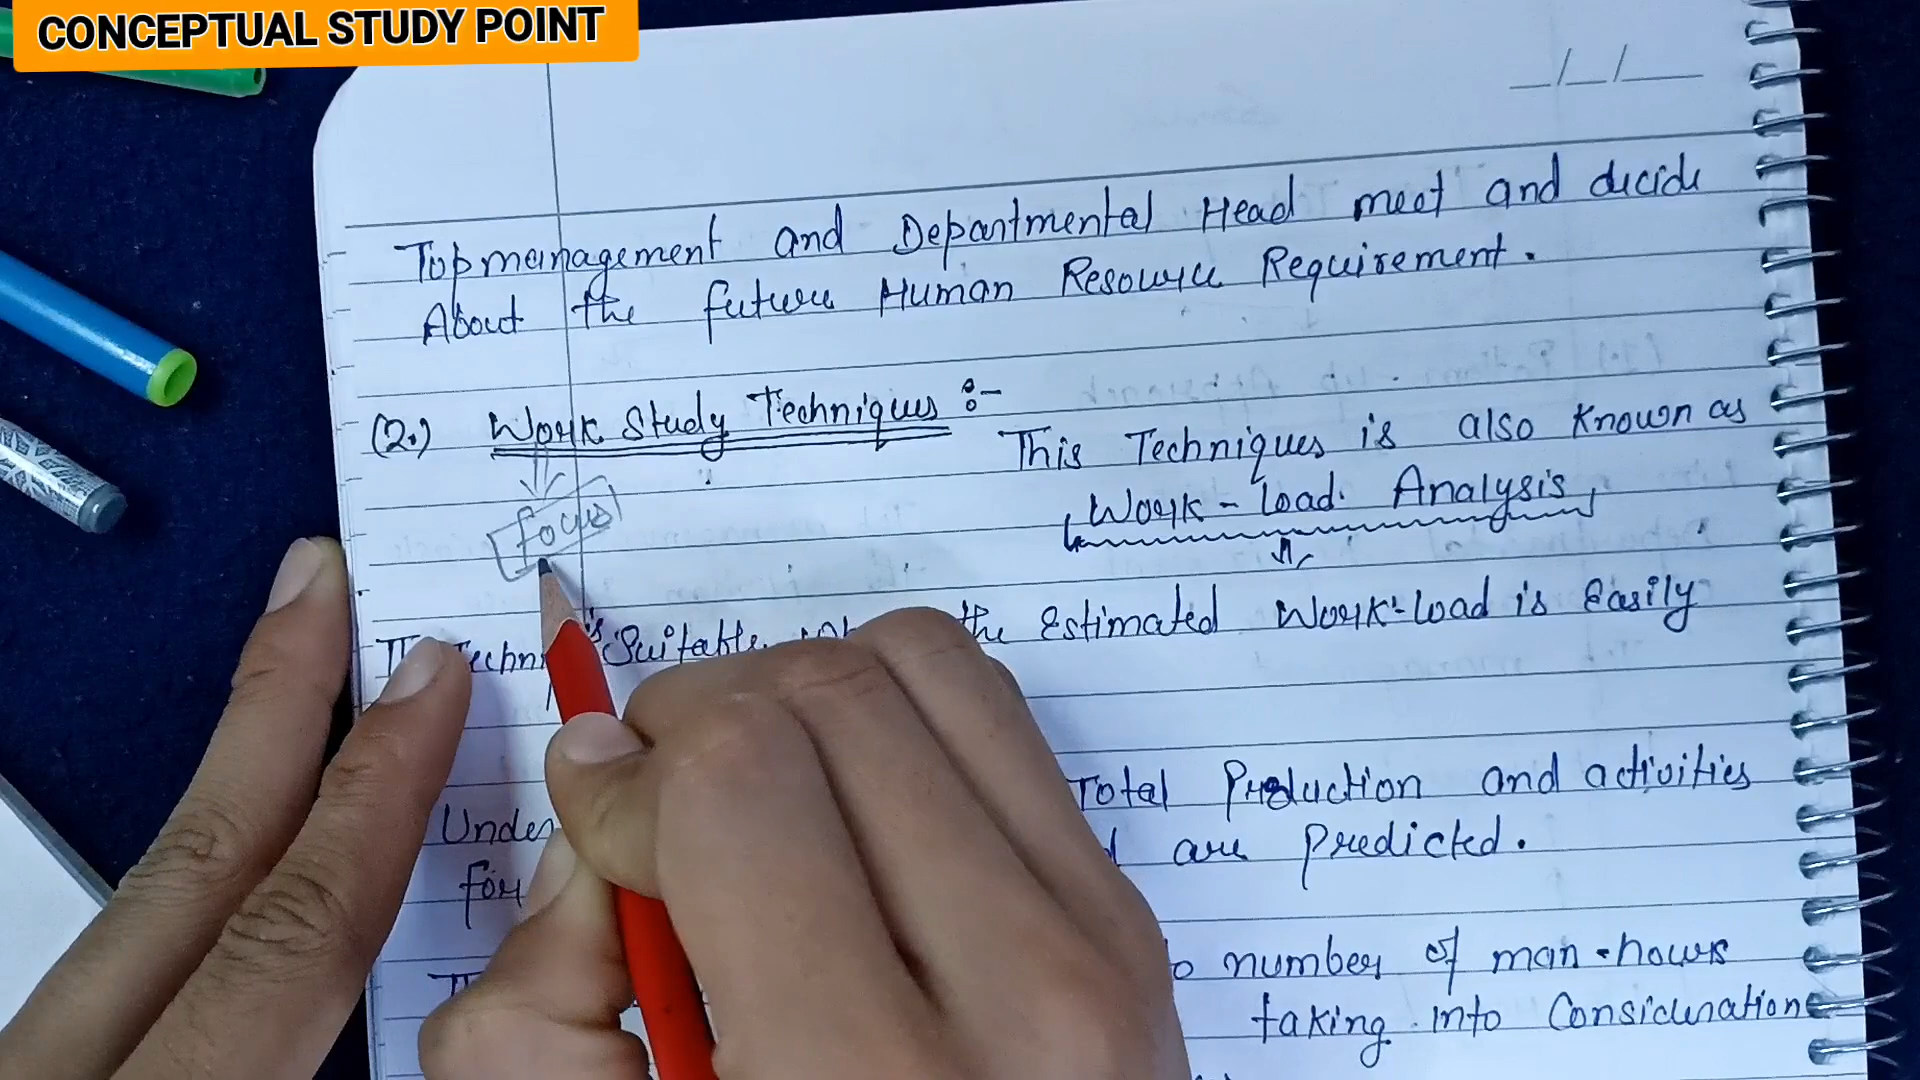 CONCEPTUAL STUDY POINT
Top management and Departmental Head meet and decide
About the future Human Resource Requirement.
(2.) Work Study Techniques :-
This Techniques is also Known as
Work - load Analysis,
focus
is Suitable the Estimated Work-load is Easily
Total Production and activities
Under
are Predicted.
for
number of man-hours
taking into Consideration